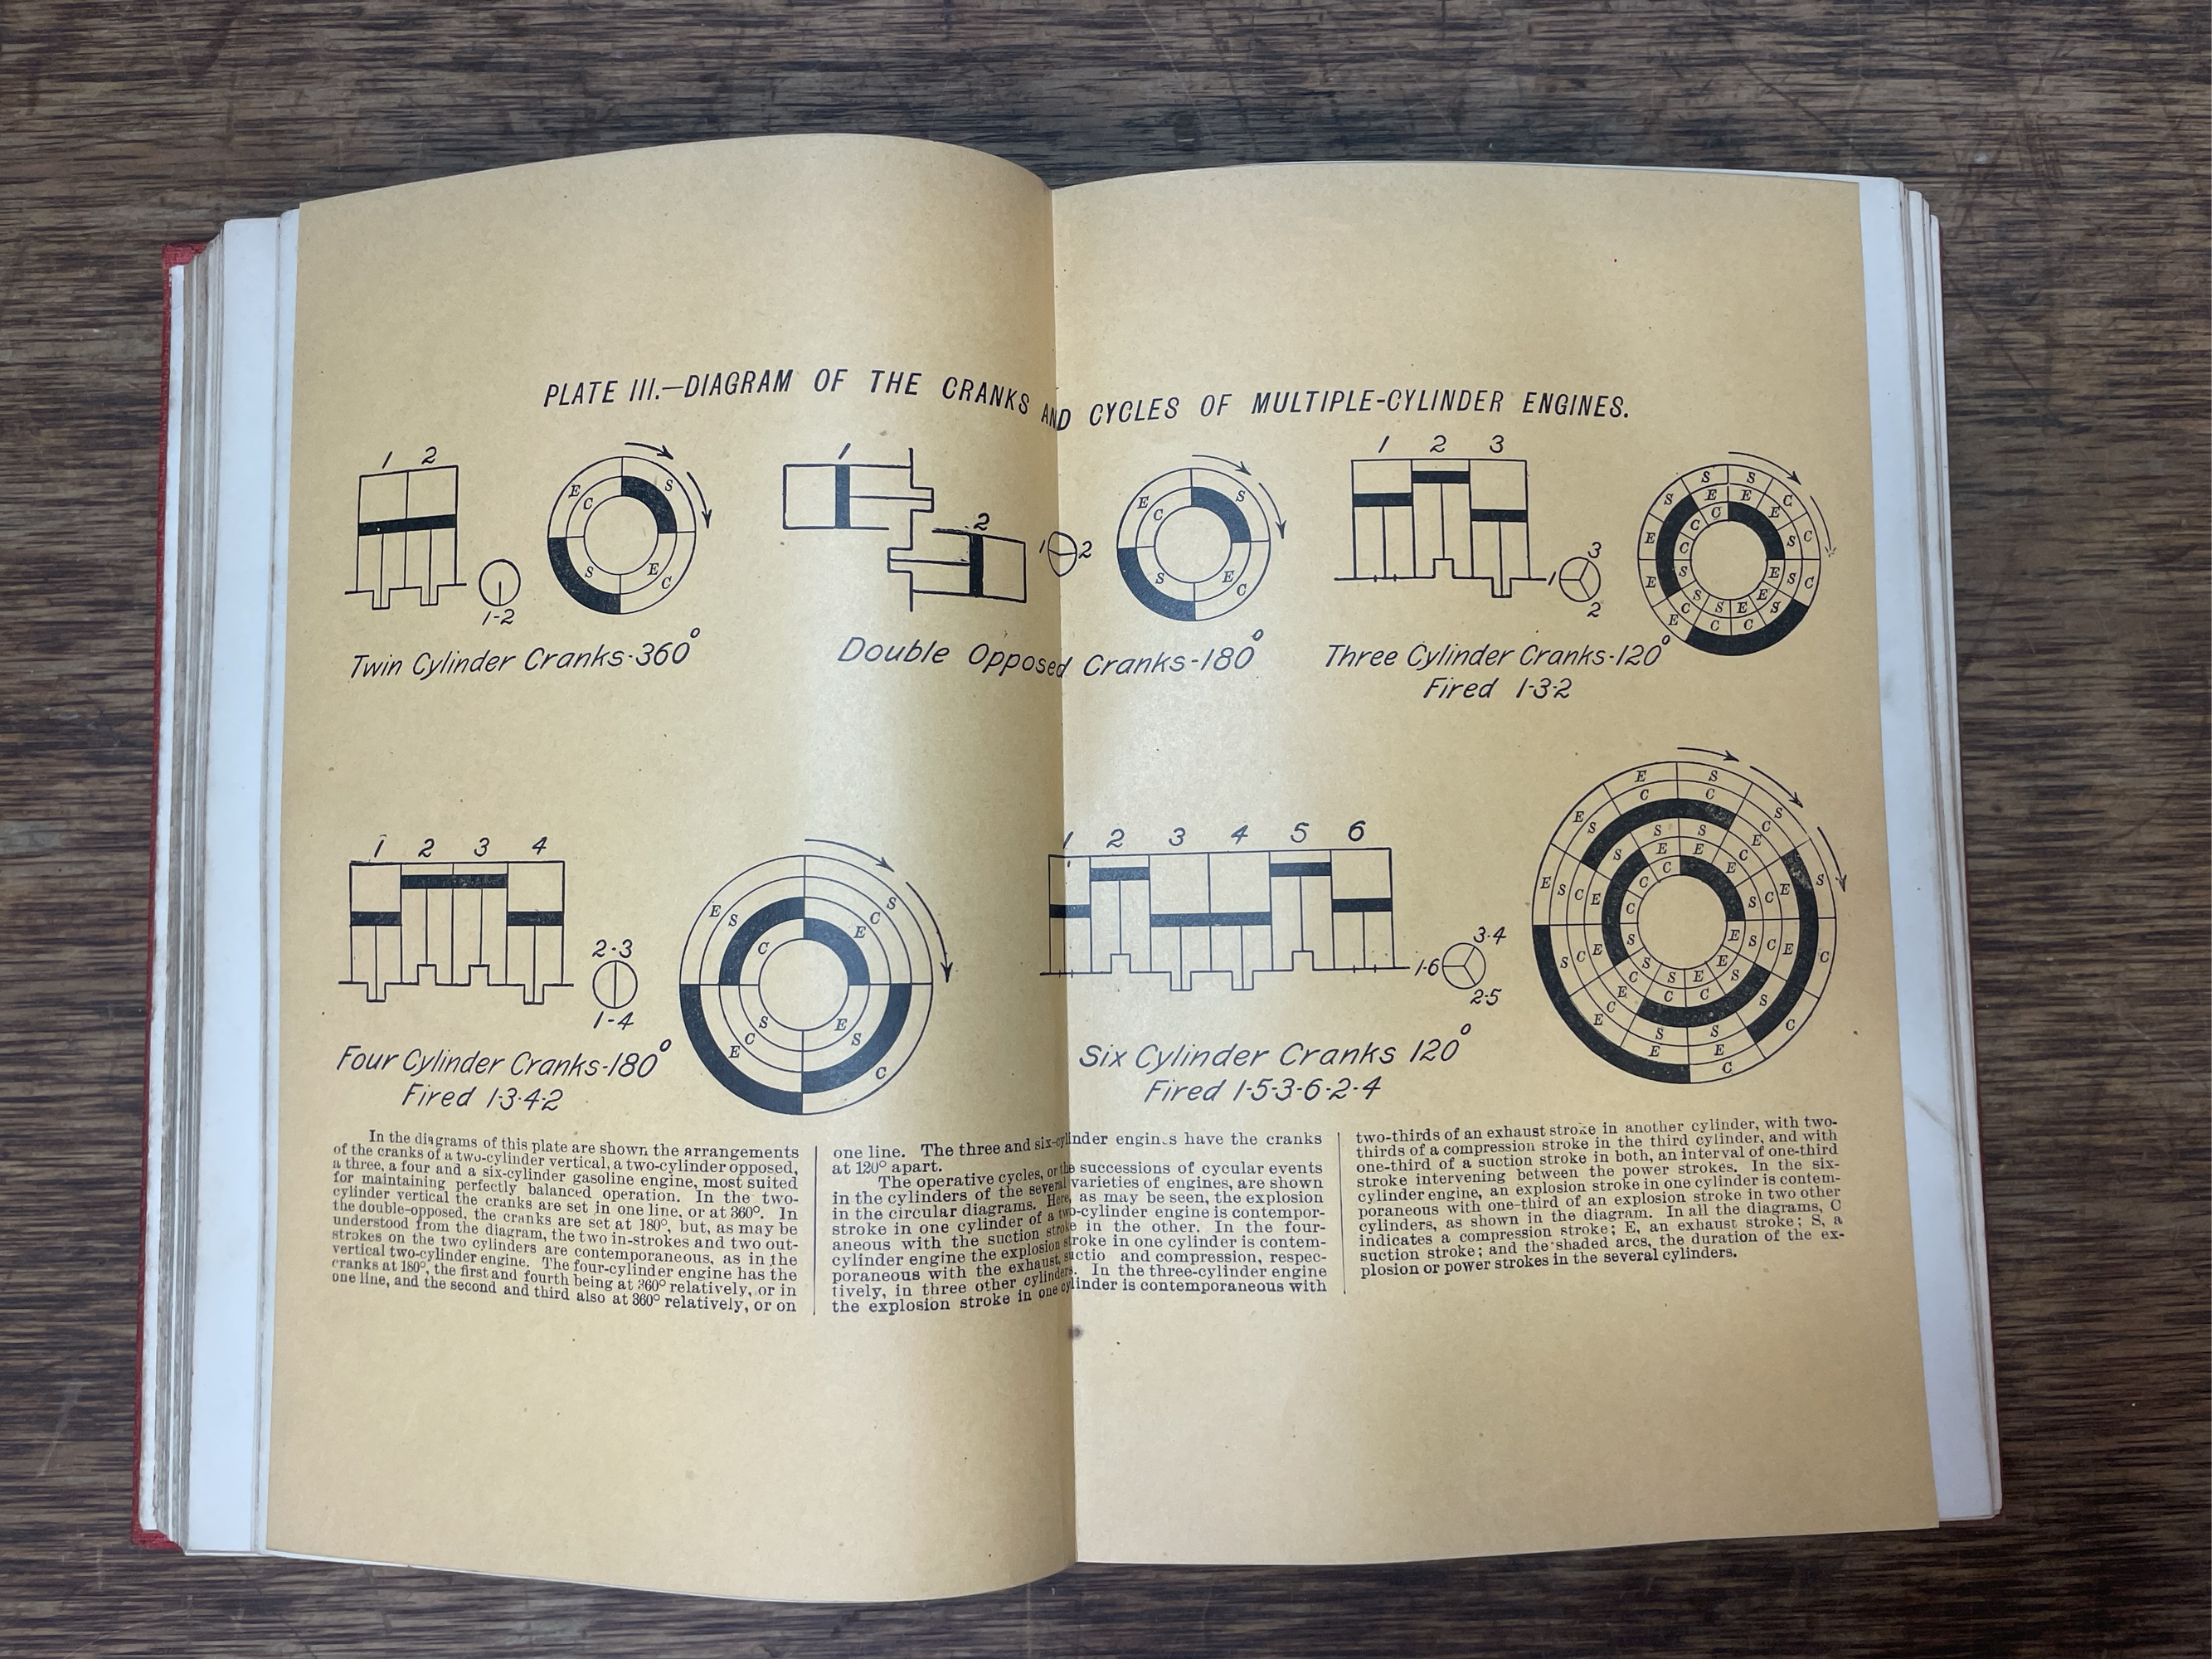 PLATE III.—DIAGRAM OF THE CRANKS AND CYCLES OF MULTIPLE-CYLINDER ENGINES.
1 2
1-2
E C S
S E C
Twin Cylinder Cranks-360°
1
2
1 2
E C S
S E C
Double Opposed Cranks-180°
1 2 3
3
1
2
S S
S E E C
C E
E C S C
E S E S C
E C S S E E S
C C
Three Cylinder Cranks-120°
Fired 1-3-2
1 2 3 4
2-3
1-4
E S C
S C E
E C S
E S C
Four Cylinder Cranks-180°
Fired 1-3-4-2
1 2 3 4 5 6
3-4
1-6
2-5
E S
C C
E S S S C S
S E E E C
C C E
E S C E C S C E S
S C E S E S C E C
C S S E E S
E C E C C S C
E S S
E E
C
Six Cylinder Cranks 120°
Fired 1-5-3-6-2-4
In the diagrams of this plate are shown the arrangements
of the cranks of a two-cylinder vertical, a two-cylinder opposed,
a three, a four and a six-cylinder gasoline engine, most suited
for maintaining perfectly balanced operation. In the two-
cylinder vertical the cranks are set in one line, or at 360°. In
the double-opposed, the cranks are set at 180°, but, as may be
understood from the diagram, the two in-strokes and two out-
strokes on the two cylinders are contemporaneous, as in the
vertical two-cylinder engine. The four-cylinder engine has the
cranks at 180°, the first and fourth being at 360° relatively, or in
one line, and the second and third also at 360° relatively, or on
one line. The three and six-cylinder engines have the cranks
at 120° apart.
The operative cycles, or the successions of cycular events
in the cylinders of the several varieties of engines, are shown
in the circular diagrams. Here, as may be seen, the explosion
stroke in one cylinder of a two-cylinder engine is contempor-
aneous with the suction stroke in the other. In the four-
cylinder engine the explosion stroke in one cylinder is contem-
poraneous with the exhaust, suctio and compression, respec-
tively, in three other cylinders. In the three-cylinder engine
the explosion stroke in one cylinder is contemporaneous with
two-thirds of an exhaust stroke in another cylinder, with two-
thirds of a compression stroke in the third cylinder, and with
one-third of a suction stroke in both, an interval of one-third
stroke intervening between the power strokes. In the six-
cylinder engine, an explosion stroke in one cylinder is contem-
poraneous with one-third of an explosion stroke in two other
cylinders, as shown in the diagram. In all the diagrams, C
indicates a compression stroke; E, an exhaust stroke; S, a
suction stroke; and the shaded arcs, the duration of the ex-
plosion or power strokes in the several cylinders.